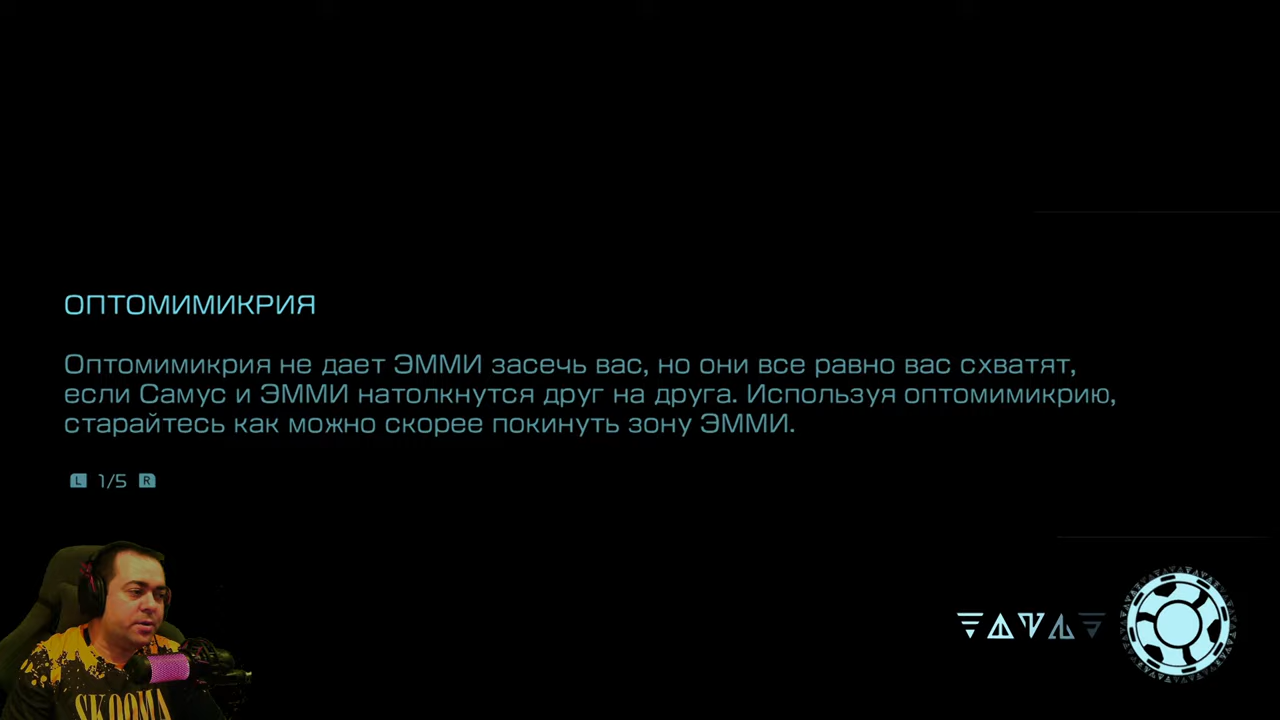 ОПТОМИМИКРИЯ
Оптомимикрия не дает ЭММИ засечь вас, но они все равно вас схватят,
если Самус и ЭММИ натолкнутся друг на друга. Используя оптомимикрию,
старайтесь как можно скорее покинуть зону ЭММИ.
L 1/5 R
SKOOMA